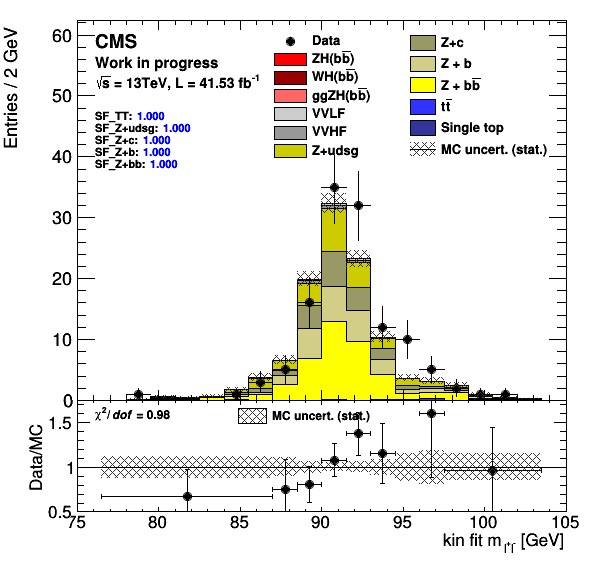 Entries / 2 GeV
60
50
40
30
20
10
0
CMS
Work in progress
√s = 13TeV, L = 41.53 fb⁻¹
SF_TT: 1.000
SF_Z+udsg: 1.000
SF_Z+c: 1.000
SF_Z+b: 1.000
SF_Z+bb: 1.000
Data
ZH(bb̅)
WH(bb̅)
ggZH(bb̅)
VVLF
VVHF
Z+udsg
Z+c
Z + b
Z + bb̅
tt̅
Single top
MC uncert. (stat.)
Data/MC
1.5
1
0.5
χ²/dof = 0.98
MC uncert. (stat.)
75 80 85 90 95 100 105
kin fit m_l⁺l⁻ [GeV]